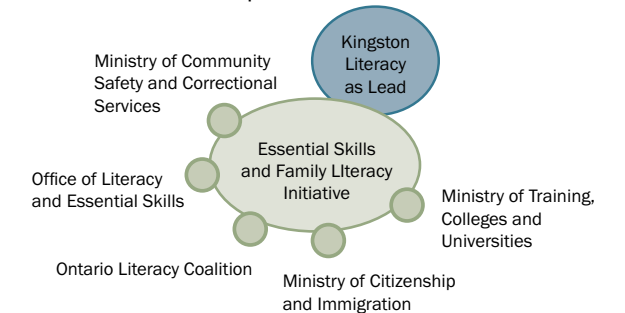 Kingston
Literacy
as Lead
Ministry of Community
Safety and Correctional
Services
Essential Skills
and Family LIteracy
Initiative
Office of Literacy
and Essential Skills
Ministry of Training,
Colleges and
Universities
Ontario Literacy Coalition
Ministry of Citizenship
and Immigration